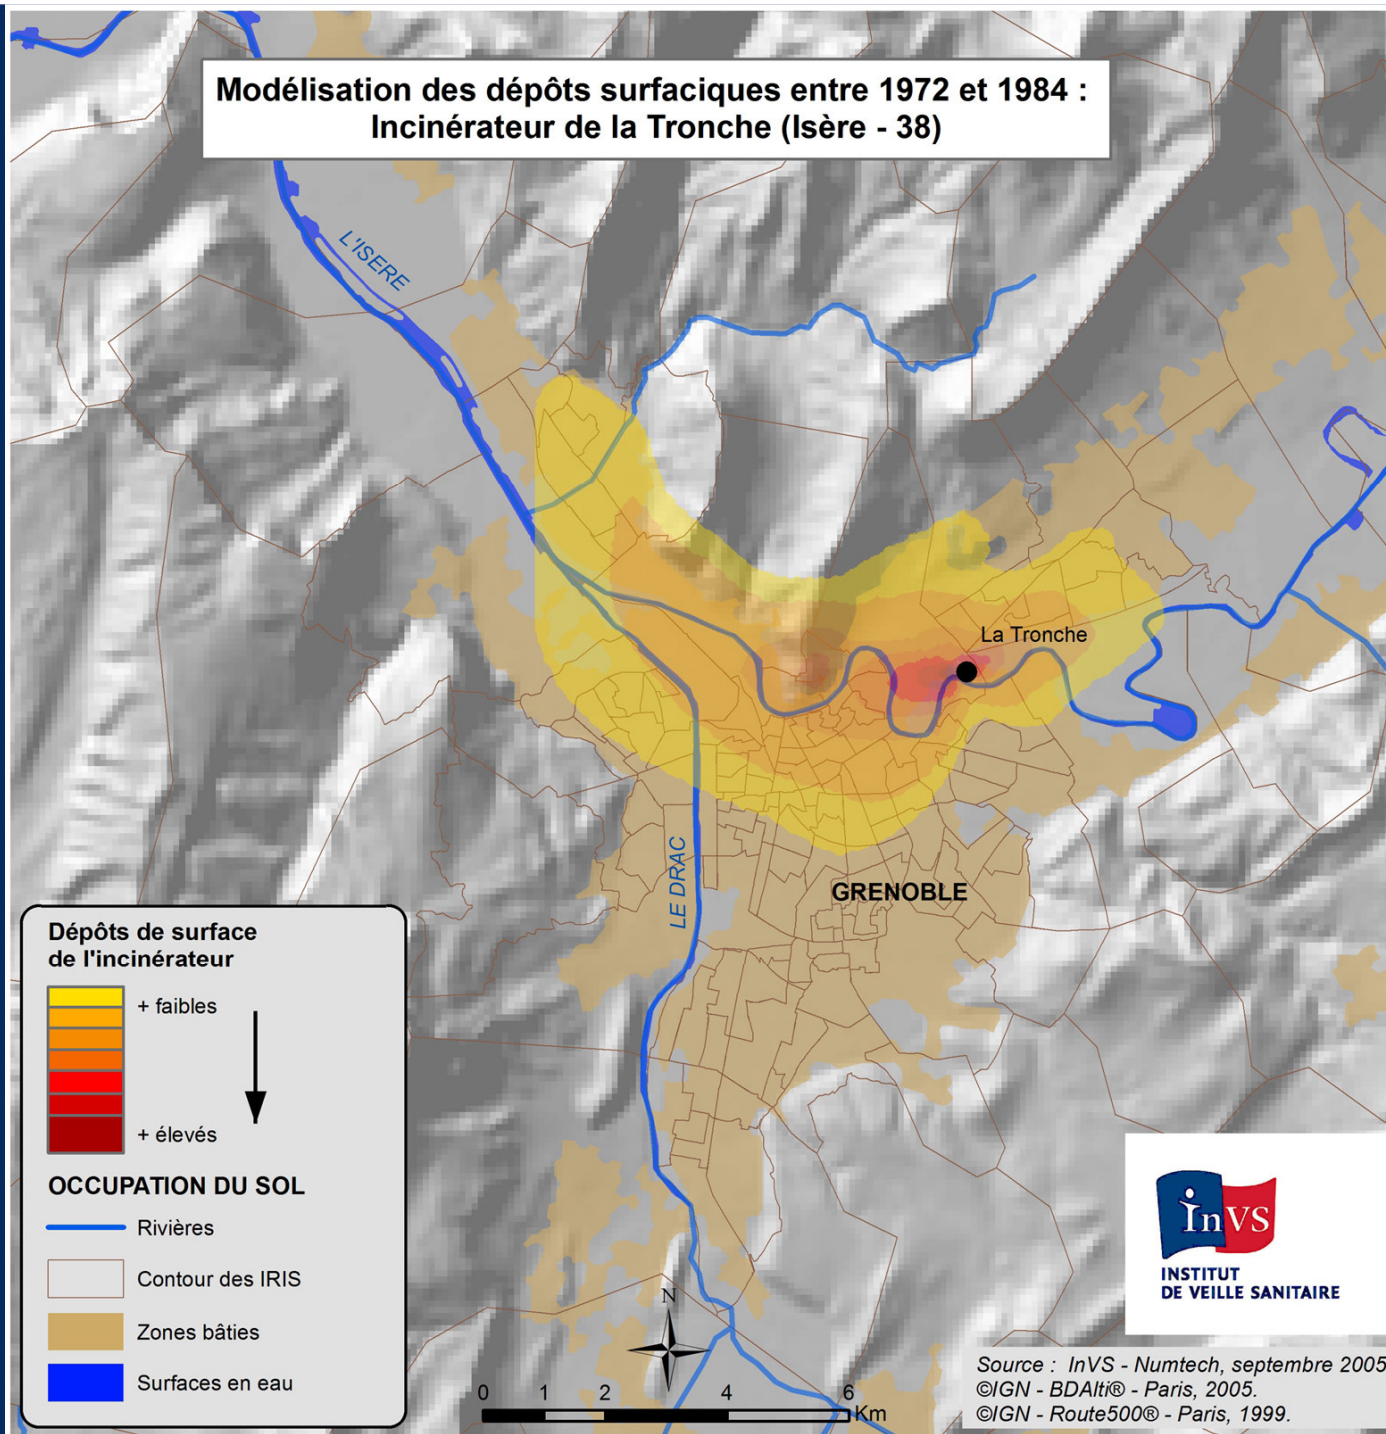 Modélisation des dépôts surfaciques entre 1972 et 1984 :
Incinérateur de la Tronche (Isère - 38)
L'ISERE
La Tronche
LE DRAC
GRENOBLE
Dépôts de surface
de l'incinérateur
+ faibles
+ élevés
OCCUPATION DU SOL
Rivières
Contour des IRIS
Zones bâties
Surfaces en eau
N
0 1 2 4 6
Km
InVS
INSTITUT
DE VEILLE SANITAIRE
Source : InVS - Numtech, septembre 2005
©IGN - BDAlti® - Paris, 2005.
©IGN - Route500® - Paris, 1999.